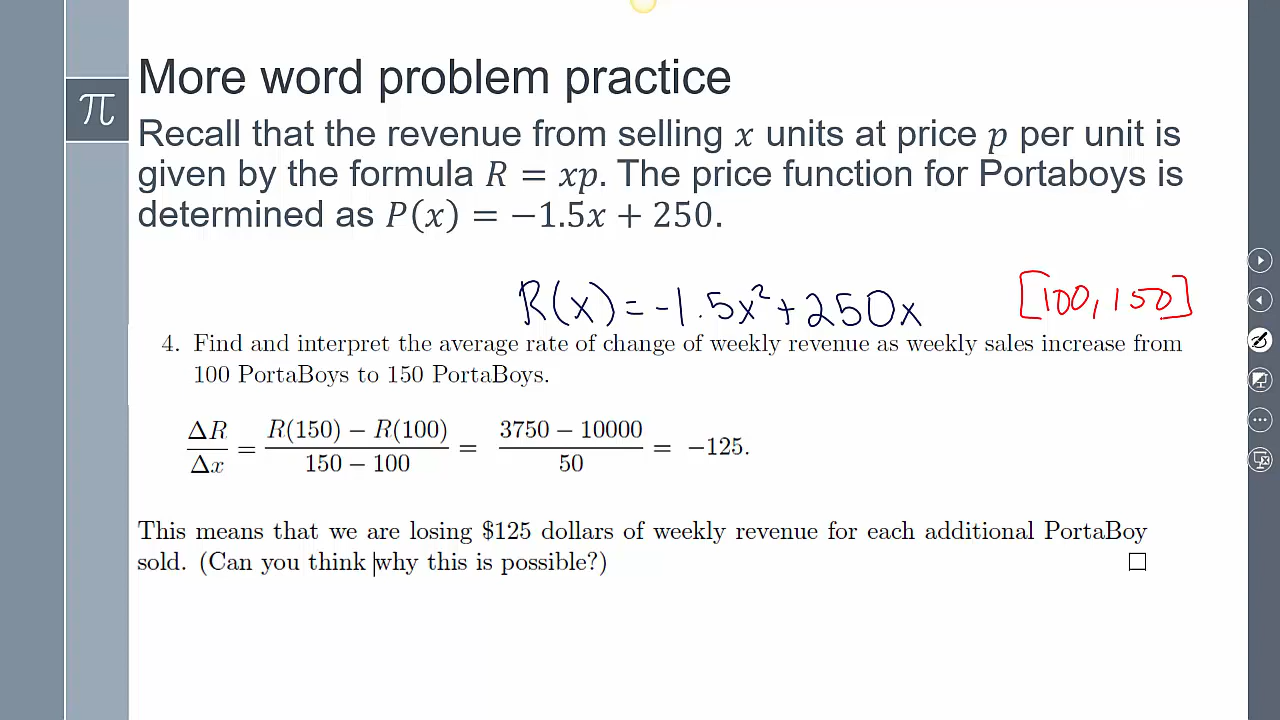 More word problem practice
π
Recall that the revenue from selling x units at price p per unit is
given by the formula R = xp. The price function for Portaboys is
determined as P(x) = −1.5x + 250.
R(x) = -1.5x² + 250x [100, 150]
4. Find and interpret the average rate of change of weekly revenue as weekly sales increase from
100 PortaBoys to 150 PortaBoys.
ΔR/Δx = (R(150) − R(100))/(150 − 100) = (3750 − 10000)/50 = −125.
This means that we are losing $125 dollars of weekly revenue for each additional PortaBoy
sold. (Can you think why this is possible?)